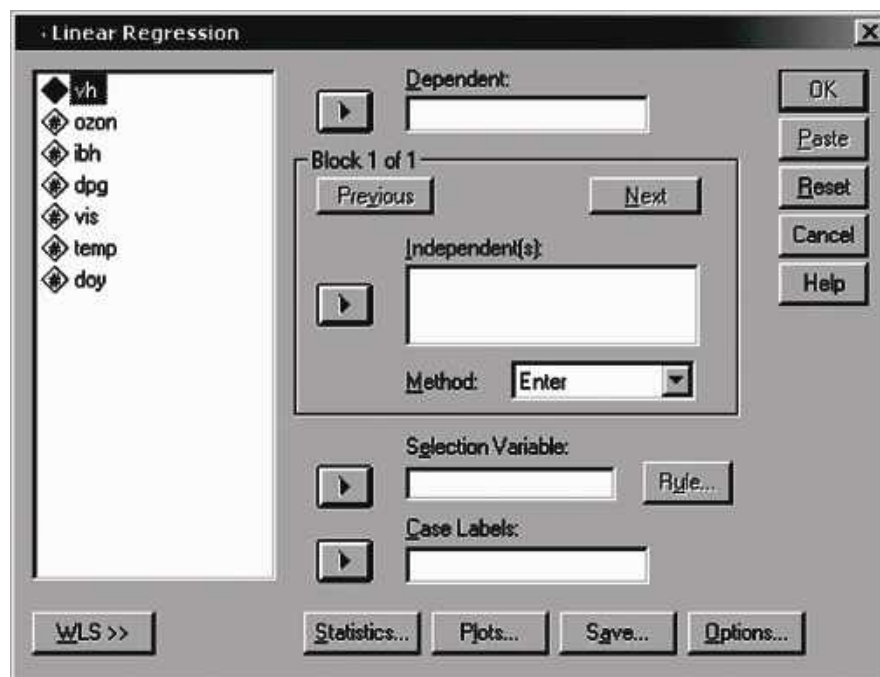 Linear Regression
vh
ozon
ibh
dpg
vis
temp
doy
Dependent:
Block 1 of 1
Previous
Next
Independent(s):
Method:
Enter
Selection Variable:
Rule...
Case Labels:
OK
Paste
Reset
Cancel
Help
WLS >>
Statistics...
Plots...
Save...
Options...